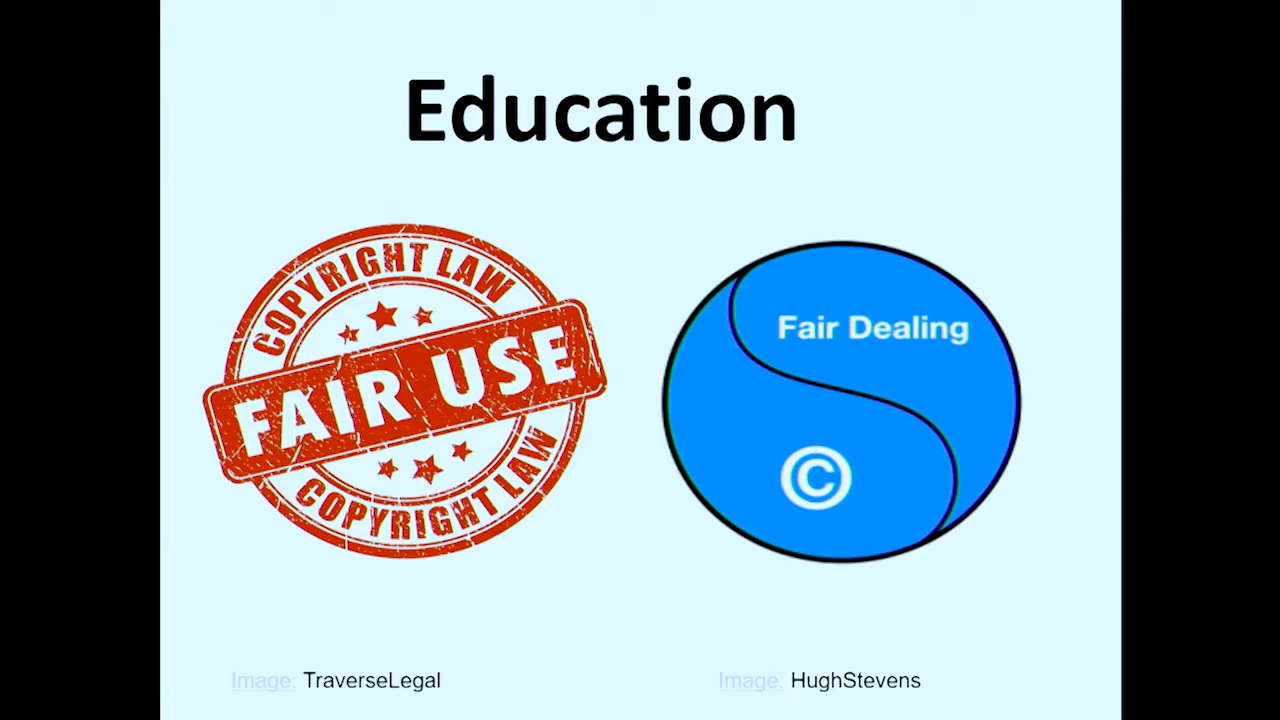 Education
COPYRIGHT LAW
FAIR USE
COPYRIGHT LAW
Fair Dealing
©
Image: TraverseLegal
Image: HughStevens